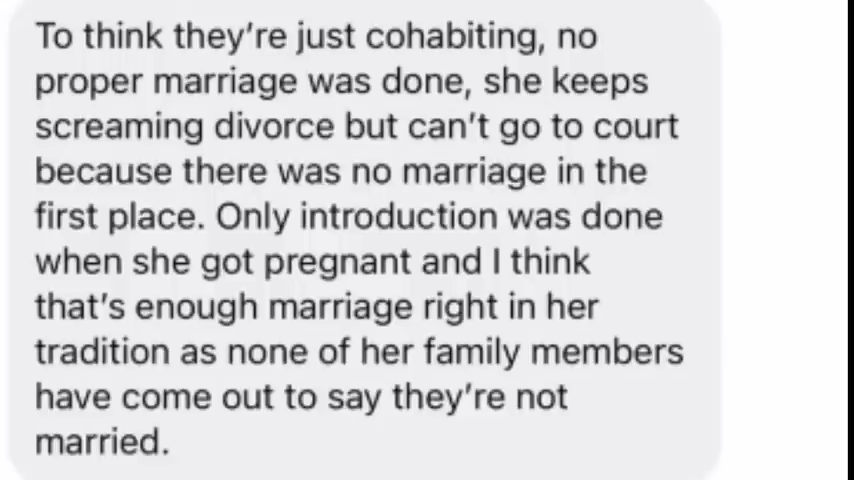 To think they’re just cohabiting, no
proper marriage was done, she keeps
screaming divorce but can’t go to court
because there was no marriage in the
first place. Only introduction was done
when she got pregnant and I think
that’s enough marriage right in her
tradition as none of her family members
have come out to say they’re not
married.